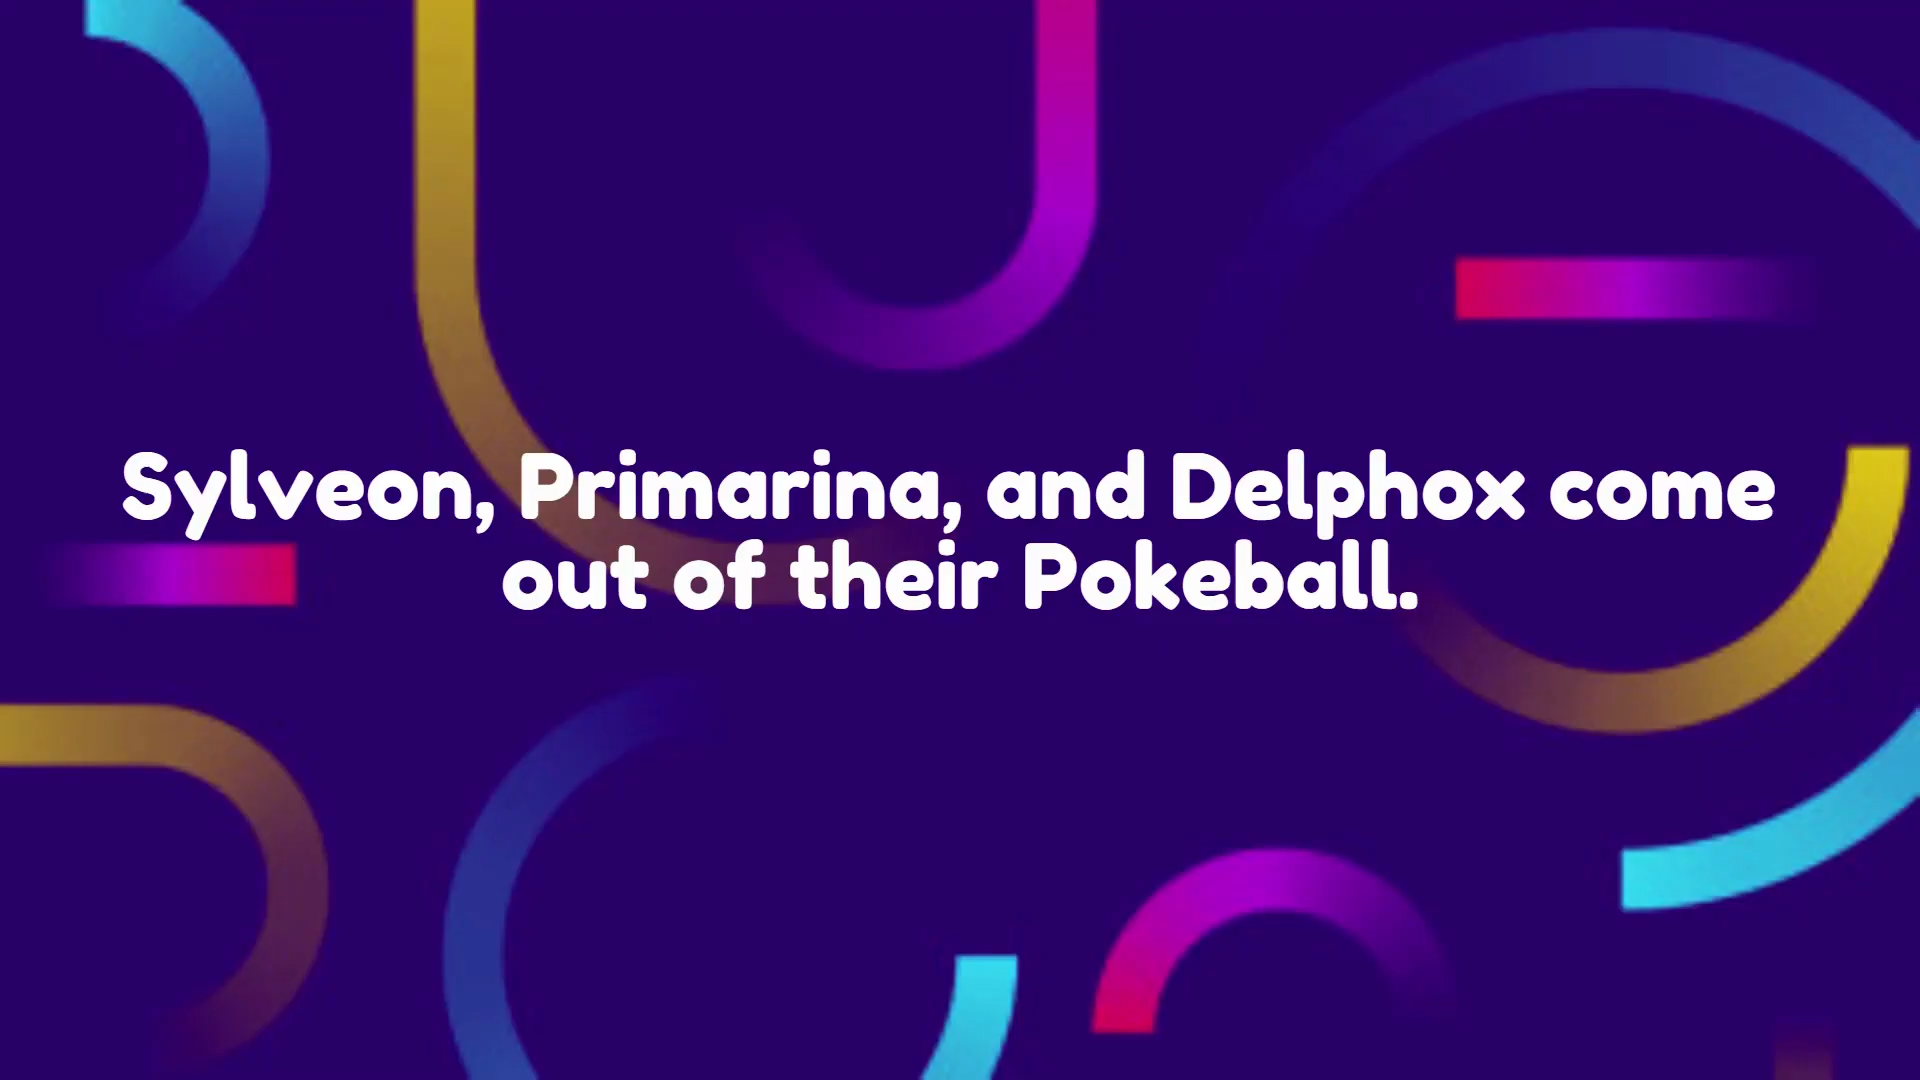 Sylveon, Primarina, and Delphox come
out of their Pokeball.